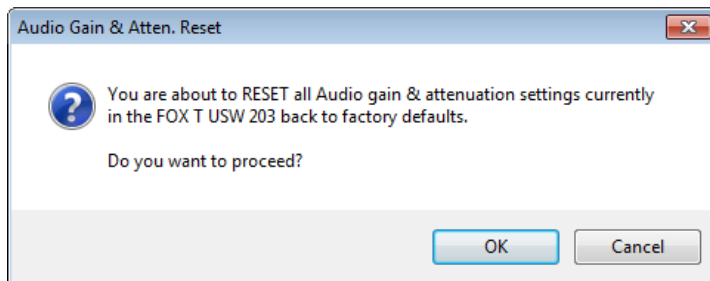 Audio Gain & Atten. Reset
You are about to RESET all Audio gain & attenuation settings currently
in the FOX T USW 203 back to factory defaults.
Do you want to proceed?
OK
Cancel